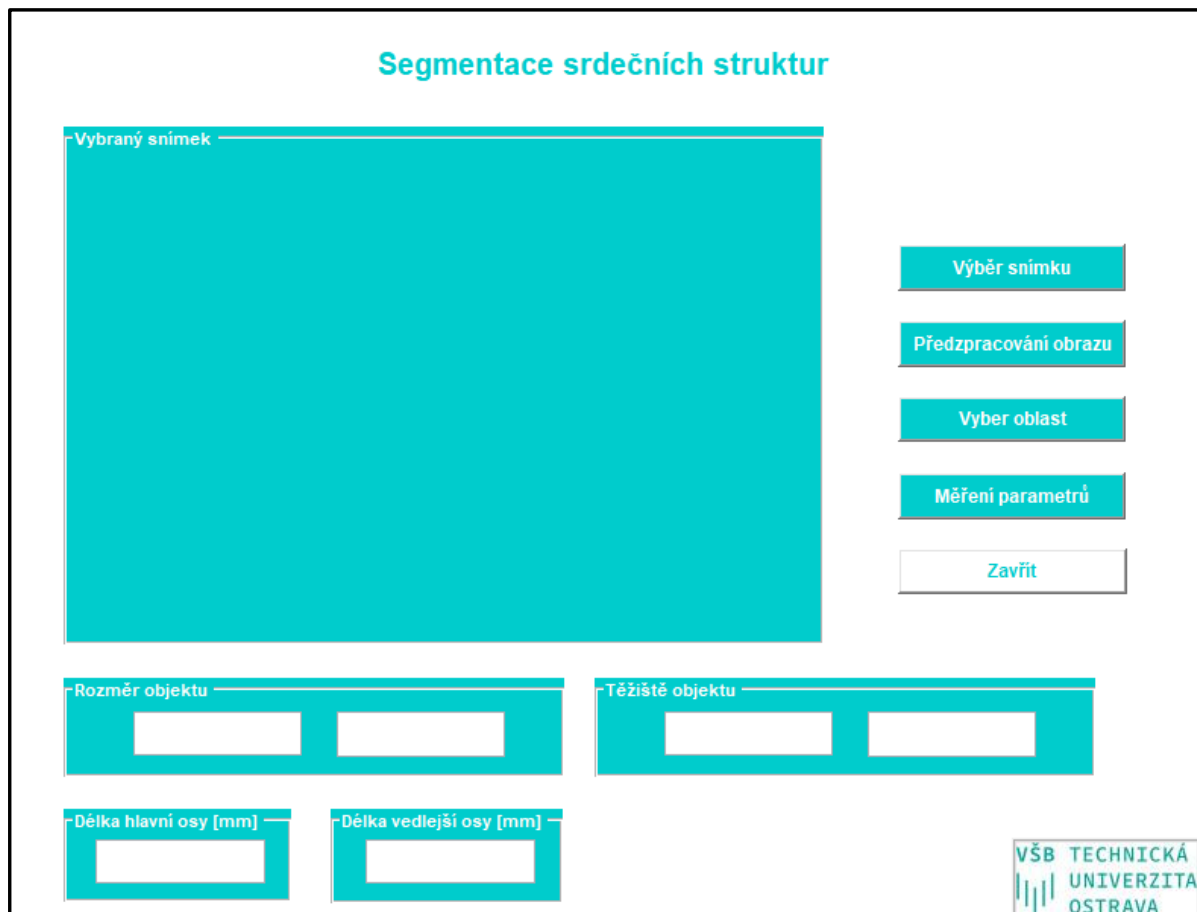 Segmentace srdečních struktur
Vybraný snímek
Výběr snímku
Předzpracování obrazu
Vyber oblast
Měření parametrů
Zavřít
Rozměr objektu
Těžiště objektu
Délka hlavní osy [mm]
Délka vedlejší osy [mm]
VŠB TECHNICKÁ
UNIVERZITA
OSTRAVA